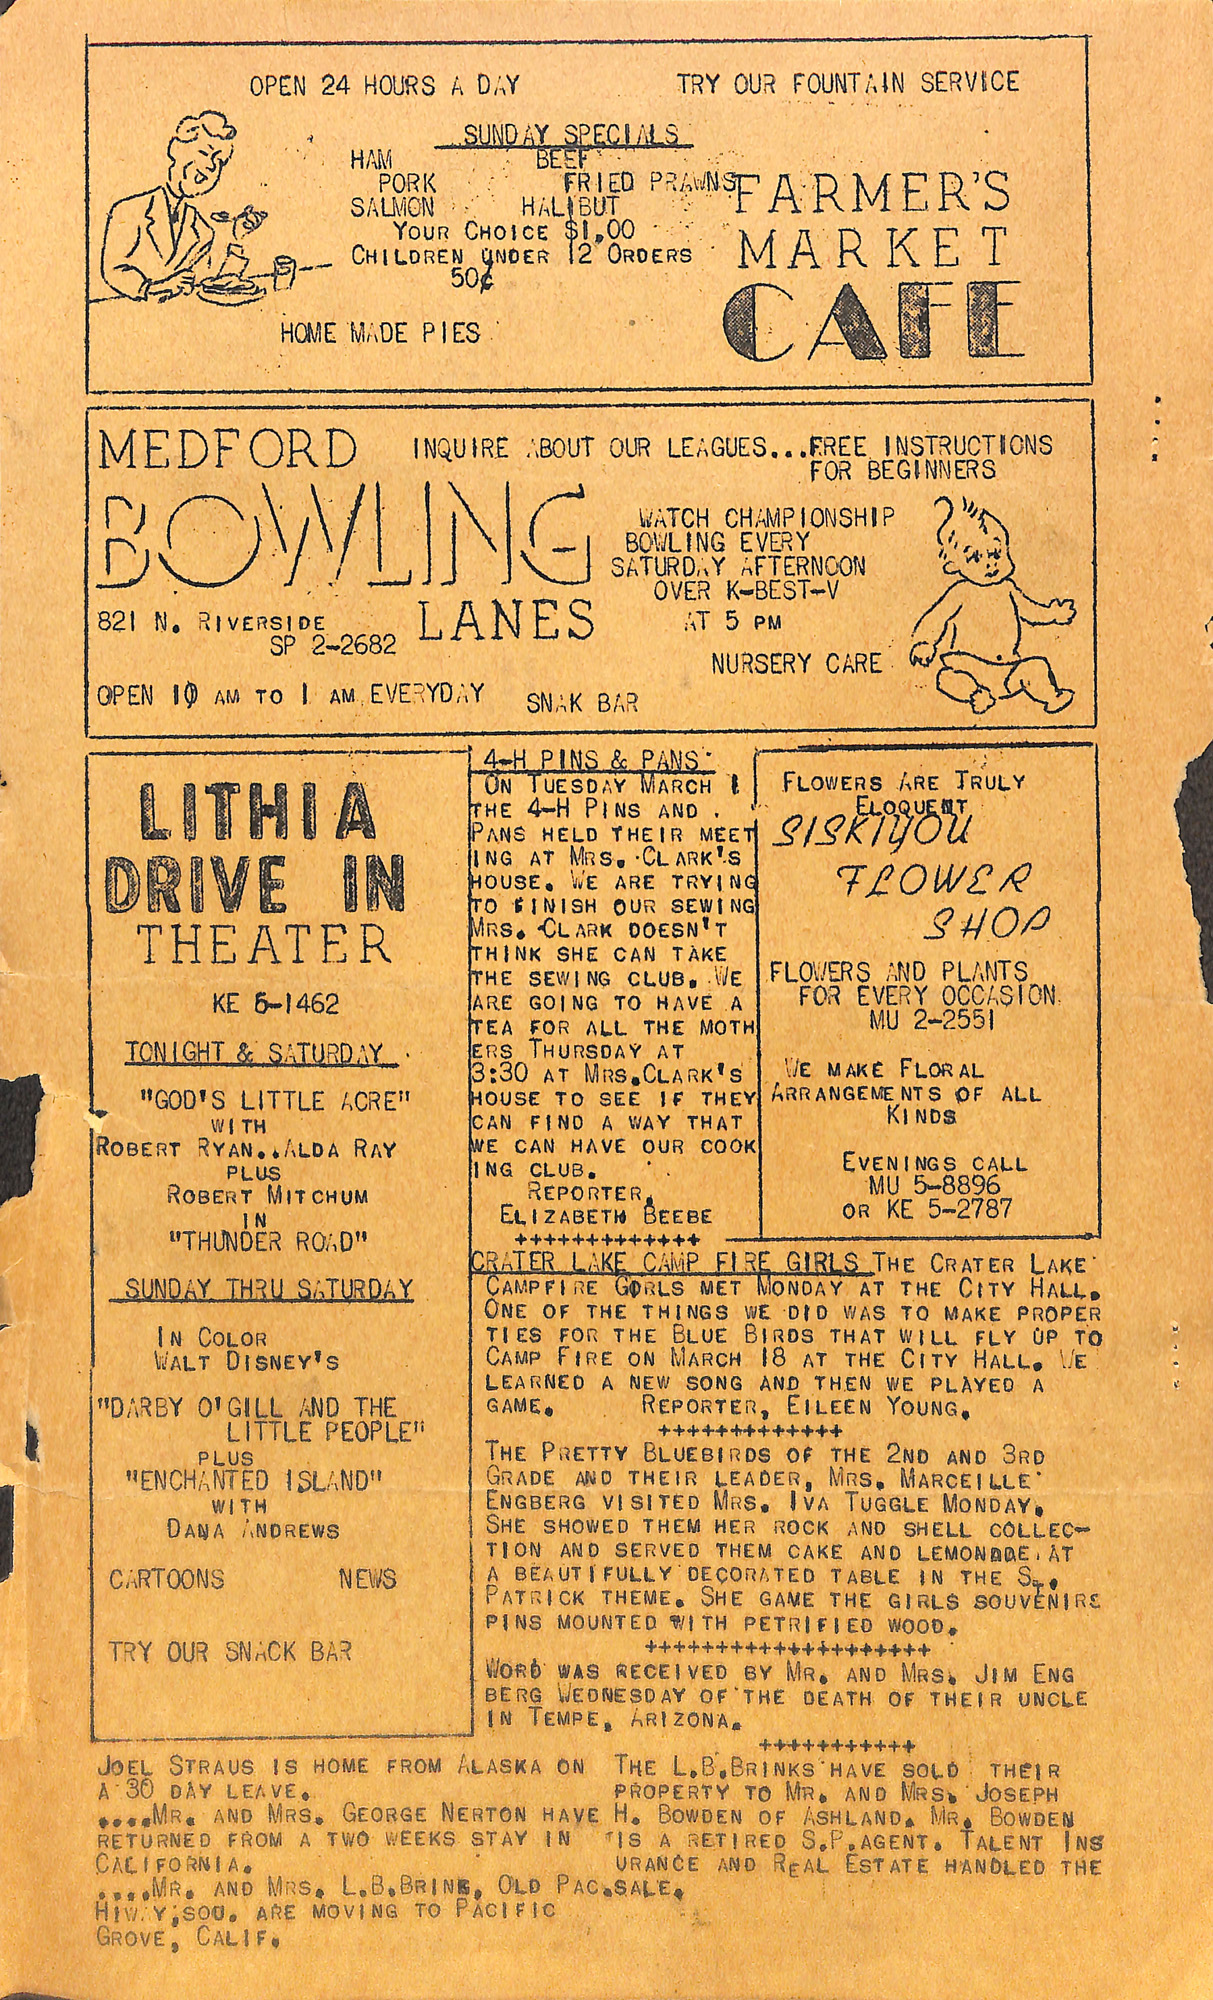 OPEN 24 HOURS A DAY
TRY OUR FOUNTAIN SERVICE
SUNDAY SPECIALS
HAM BEEF
PORK FRIED PRAWNS
SALMON HALIBUT
YOUR CHOICE $1.00
CHILDREN UNDER 12 ORDERS
50¢
HOME MADE PIES
FARMER'S
MARKET
CAFE
MEDFORD
BOWLING
LANES
INQUIRE ABOUT OUR LEAGUES...FREE INSTRUCTIONS
FOR BEGINNERS
WATCH CHAMPIONSHIP
BOWLING EVERY
SATURDAY AFTERNOON
OVER K-BEST-V
AT 5 PM
NURSERY CARE
821 N. RIVERSIDE
SP 2-2682
OPEN 10 AM TO 1 AM EVERYDAY
SNAK BAR
LITHIA
DRIVE IN
THEATER
KE 5-1462
TONIGHT & SATURDAY
"GOD'S LITTLE ACRE"
WITH
ROBERT RYAN..ALDA RAY
PLUS
ROBERT MITCHUM
IN
"THUNDER ROAD"
SUNDAY THRU SATURDAY
IN COLOR
WALT DISNEY'S
"DARBY O'GILL AND THE
LITTLE PEOPLE"
PLUS
"ENCHANTED ISLAND"
WITH
DANA ANDREWS
CARTOONS NEWS
TRY OUR SNACK BAR
4-H PINS & PANS
ON TUESDAY MARCH 1
THE 4-H PINS AND
PANS HELD THEIR MEET
ING AT MRS. CLARK'S
HOUSE. WE ARE TRYING
TO FINISH OUR SEWING
MRS. CLARK DOESN'T
THINK SHE CAN TAKE
THE SEWING CLUB. WE
ARE GOING TO HAVE A
TEA FOR ALL THE MOTH
ERS THURSDAY AT
3:30 AT MRS.CLARK'S
HOUSE TO SEE IF THEY
CAN FIND A WAY THAT
WE CAN HAVE OUR COOK
ING CLUB.
REPORTER,
ELIZABETH BEEBE
+++++++++++++
FLOWERS ARE TRULY
ELOQUENT
SISKIYOU
FLOWER
SHOP
FLOWERS AND PLANTS
FOR EVERY OCCASION
MU 2-2551
WE MAKE FLORAL
ARRANGEMENTS OF ALL
KINDS
EVENINGS CALL
MU 5-8896
OR KE 5-2787
CRATER LAKE CAMP FIRE GIRLS THE CRATER LAKE
CAMPFIRE GIRLS MET MONDAY AT THE CITY HALL.
ONE OF THE THINGS WE DID WAS TO MAKE PROPER
TIES FOR THE BLUE BIRDS THAT WILL FLY UP TO
CAMP FIRE ON MARCH 18 AT THE CITY HALL. WE
LEARNED A NEW SONG AND THEN WE PLAYED A
GAME. REPORTER, EILEEN YOUNG.
+++++++++++++
THE PRETTY BLUEBIRDS OF THE 2ND AND 3RD
GRADE AND THEIR LEADER, MRS. MARCEILLE
ENGBERG VISITED MRS. IVA TUGGLE MONDAY.
SHE SHOWED THEM HER ROCK AND SHELL COLLEC-
TION AND SERVED THEM CAKE AND LEMONADE AT
A BEAUTIFULLY DECORATED TABLE IN THE ST.
PATRICK THEME. SHE GAME THE GIRLS SOUVENIRS
PINS MOUNTED WITH PETRIFIED WOOD.
++++++++++++++++++++
WORD WAS RECEIVED BY MR. AND MRS. JIM ENG
BERG WEDNESDAY OF THE DEATH OF THEIR UNCLE
IN TEMPE, ARIZONA.
+++++++++++
JOEL STRAUS IS HOME FROM ALASKA ON
A 30 DAY LEAVE.
....MR. AND MRS. GEORGE NERTON HAVE
RETURNED FROM A TWO WEEKS STAY IN
CALIFORNIA.
....MR. AND MRS. L.B.BRINK, OLD PAC.
HIWAY,SOU. ARE MOVING TO PACIFIC
GROVE, CALIF.
THE L.B.BRINKS HAVE SOLD THEIR
PROPERTY TO MR. AND MRS. JOSEPH
H. BOWDEN OF ASHLAND. MR. BOWDEN
IS A RETIRED S.P.AGENT. TALENT INS
URANCE AND REAL ESTATE HANDLED THE
SALE.